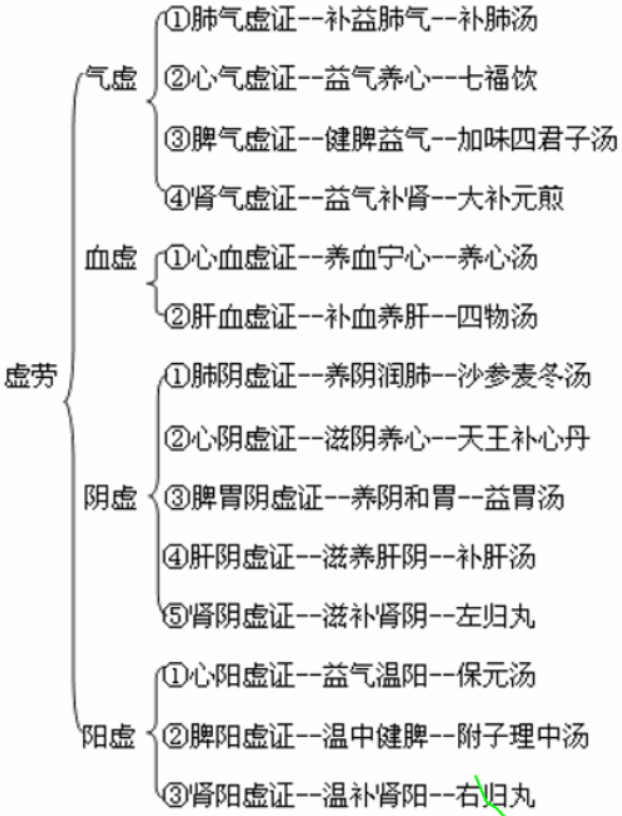 虚劳
气虚
①肺气虚证--补益肺气--补肺汤
②心气虚证--益气养心--七福饮
③脾气虚证--健脾益气--加味四君子汤
④肾气虚证--益气补肾--大补元煎
血虚
①心血虚证--养血宁心--养心汤
②肝血虚证--补血养肝--四物汤
阴虚
①肺阴虚证--养阴润肺--沙参麦冬汤
②心阴虚证--滋阴养心--天王补心丹
③脾胃阴虚证--养阴和胃--益胃汤
④肝阴虚证--滋养肝阴--补肝汤
⑤肾阴虚证--滋补肾阴--左归丸
阳虚
①心阳虚证--益气温阳--保元汤
②脾阳虚证--温中健脾--附子理中汤
③肾阳虚证--温补肾阳--右归丸